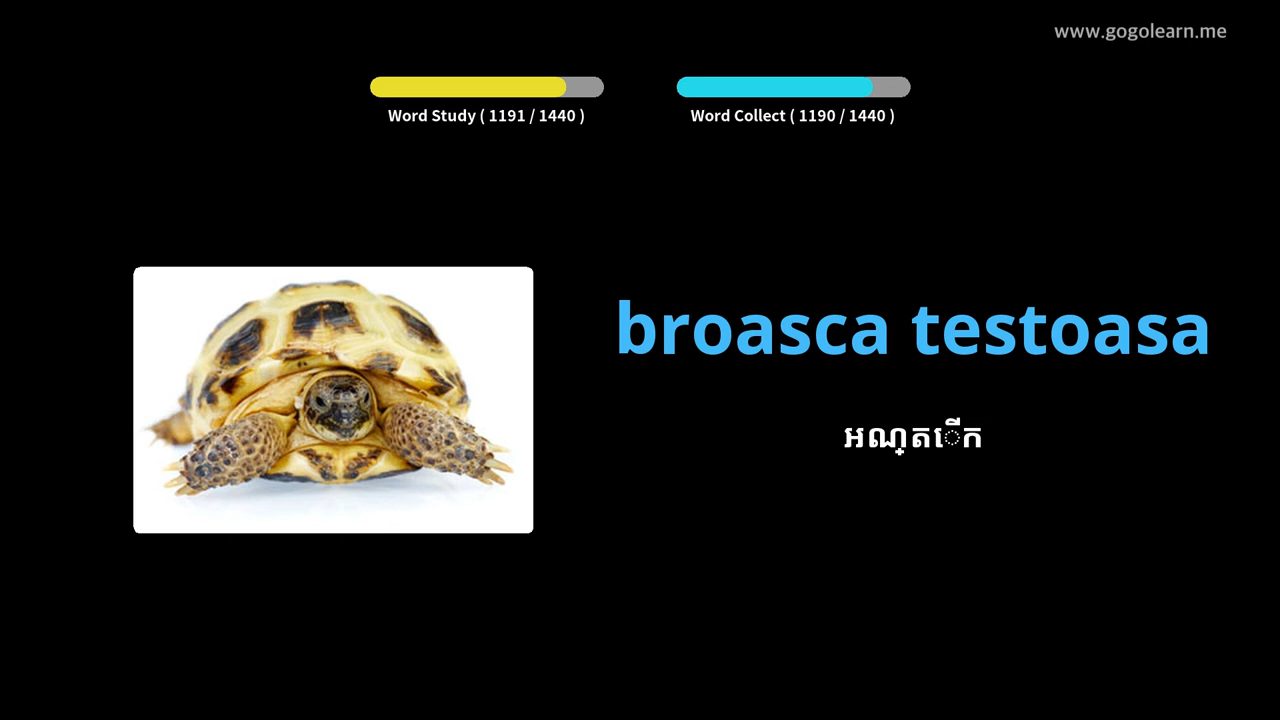 www.gogolearn.me
Word Study ( 1191 / 1440 )
Word Collect ( 1190 / 1440 )
broasca testoasa
អណ្តើក